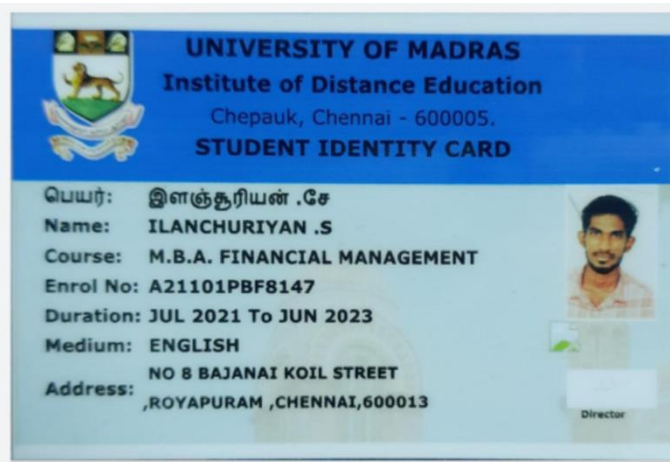 UNIVERSITY OF MADRAS
Institute of Distance Education
Chepauk, Chennai - 600005.
STUDENT IDENTITY CARD
பெயர்: இளஞ்சூரியன் .சே
Name: ILANCHURIYAN .S
Course: M.B.A. FINANCIAL MANAGEMENT
Enrol No: A21101PBF8147
Duration: JUL 2021 To JUN 2023
Medium: ENGLISH
Address: NO 8 BAJANAI KOIL STREET
,ROYAPURAM ,CHENNAI,600013
Director